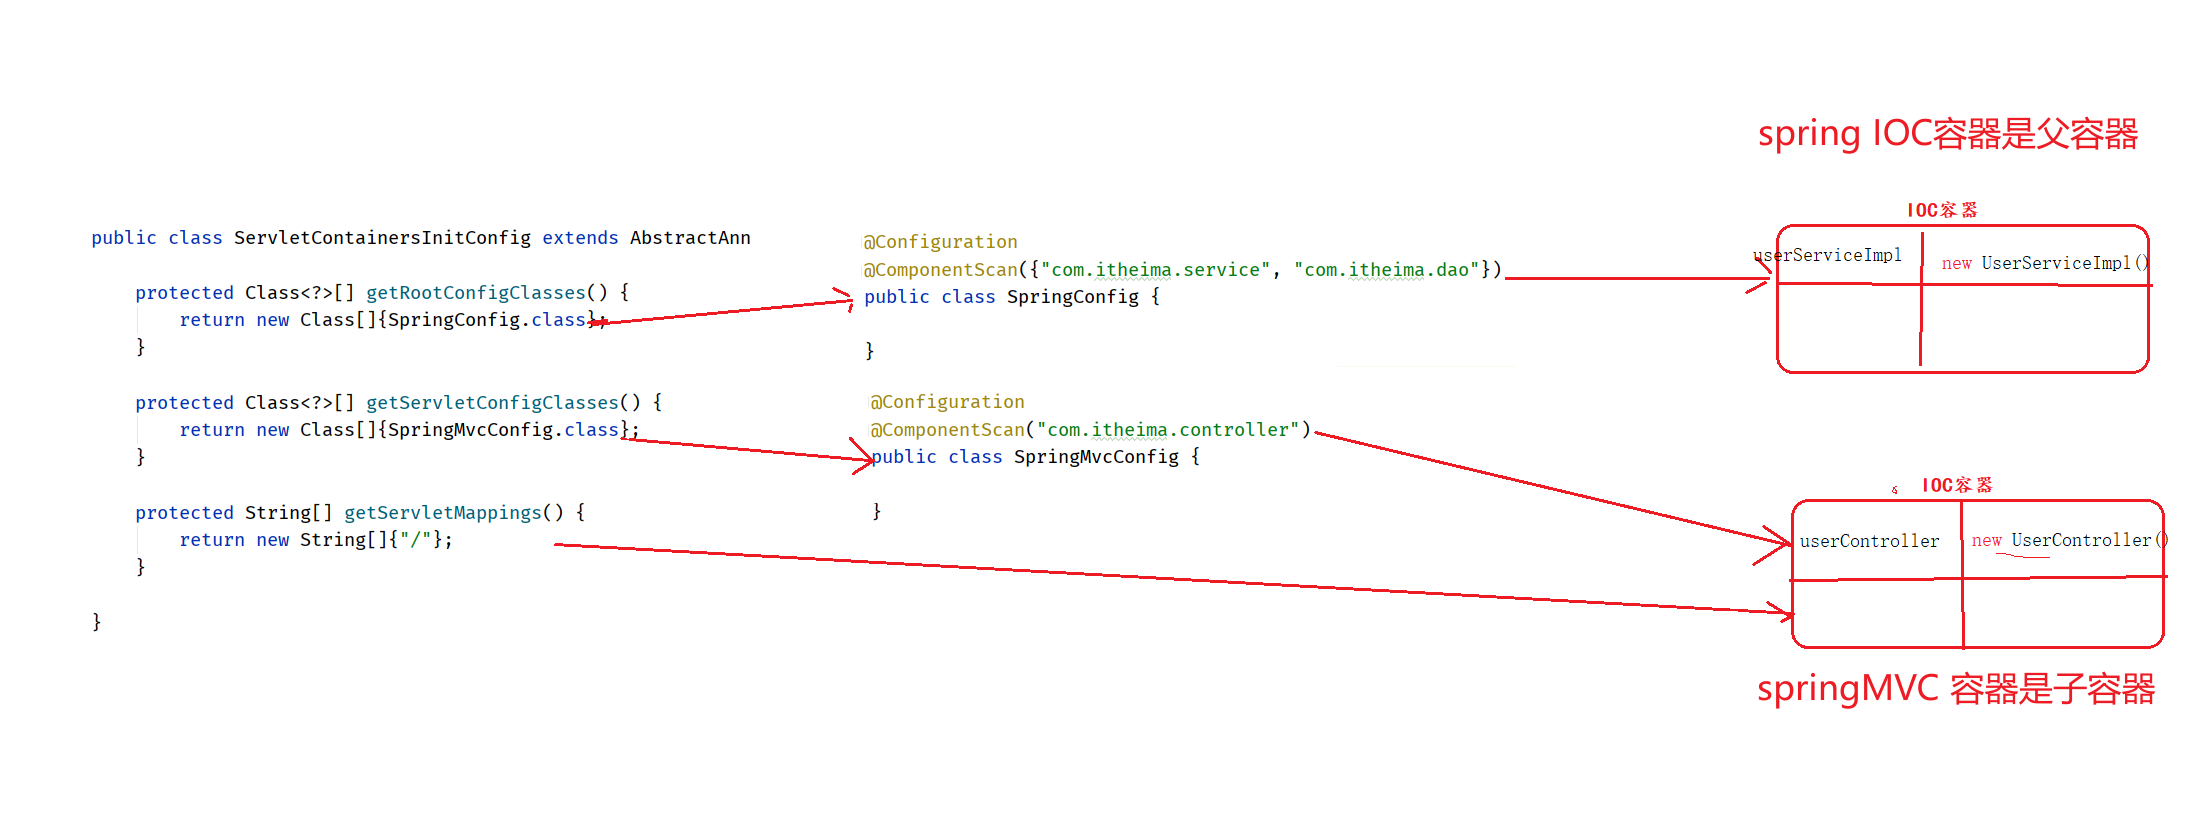 spring IOC容器是父容器
public class ServletContainersInitConfig extends AbstractAnn
protected Class<?>[] getRootConfigClasses() {
return new Class[]{SpringConfig.class};
}
protected Class<?>[] getServletConfigClasses() {
return new Class[]{SpringMvcConfig.class};
}
protected String[] getServletMappings() {
return new String[]{"/"};
}
}
@Configuration
@ComponentScan({"com.itheima.service", "com.itheima.dao"})
public class SpringConfig {
}
@Configuration
@ComponentScan("com.itheima.controller")
public class SpringMvcConfig {
}
IOC容器
userServiceImpl new UserServiceImpl()
IOC容器
userController new UserController()
springMVC 容器是子容器